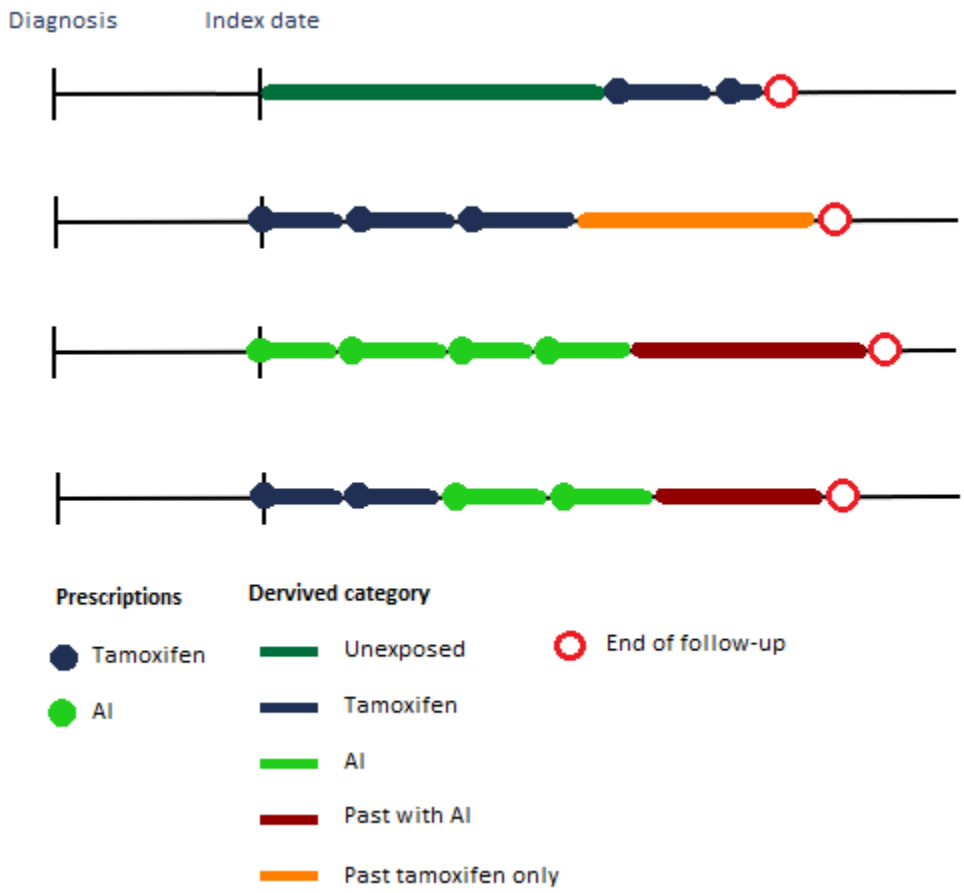 Diagnosis Index date
Prescriptions Dervived category
Unexposed End of follow-up
Tamoxifen Tamoxifen
AI
AI
Past with AI
Past tamoxifen only